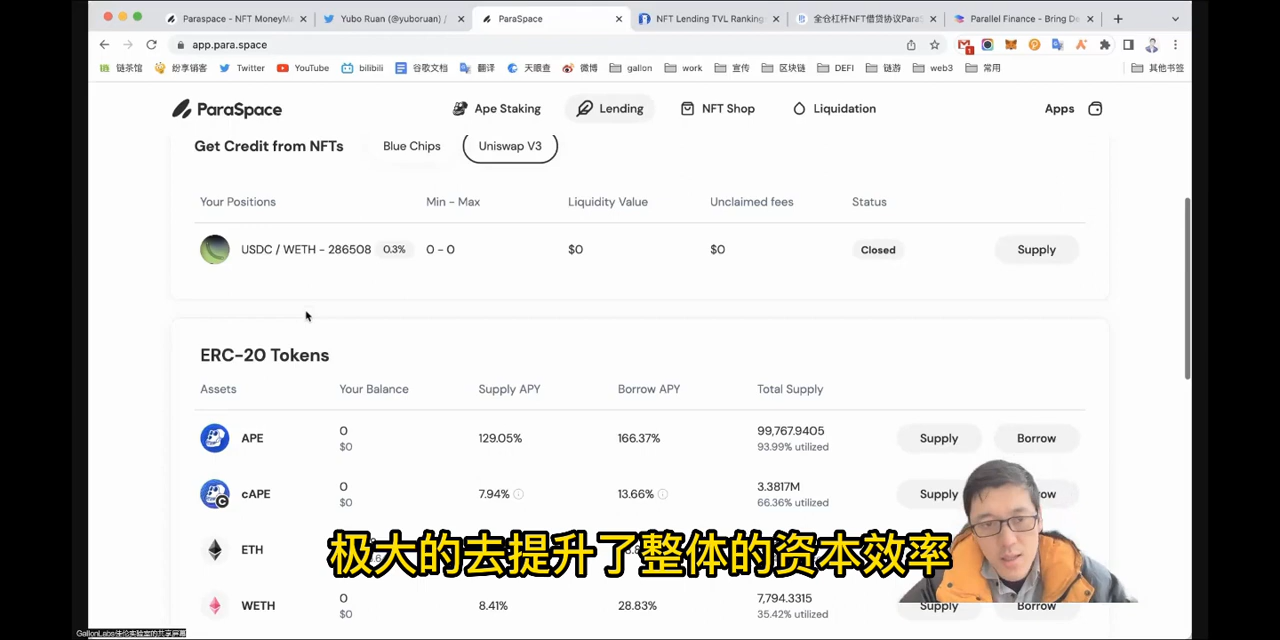 Paraspace - NFT MoneyMa
Yubo Ruan (@yuboruan) /
ParaSpace
NFT Lending TVL Ranking
全仓杠杆NFT借贷协议ParaS
Parallel Finance - Bring De
app.para.space
链茶馆
纷享销客
Twitter
YouTube
bilibili
谷歌文档
翻译
天眼查
微博
gallon
work
宣传
区块链
DEFI
链游
web3
常用
其他书签
ParaSpace
Ape Staking
Lending
NFT Shop
Liquidation
Apps
Get Credit from NFTs
Blue Chips
Uniswap V3
Your Positions
Min - Max
Liquidity Value
Unclaimed fees
Status
USDC / WETH - 286508
0.3%
0 - 0
$0
$0
Closed
Supply
ERC-20 Tokens
Assets
Your Balance
Supply APY
Borrow APY
Total Supply
APE
0
$0
129.05%
166.37%
99,767.9405
93.99% utilized
Supply
Borrow
cAPE
0
$0
7.94%
13.66%
3.3817M
66.36% utilized
Supply
ETH
极大的去提升了整体的资本效率
WETH
0
$0
8.41%
28.83%
7,794.3315
35.42% utilized
Supply
Borrow